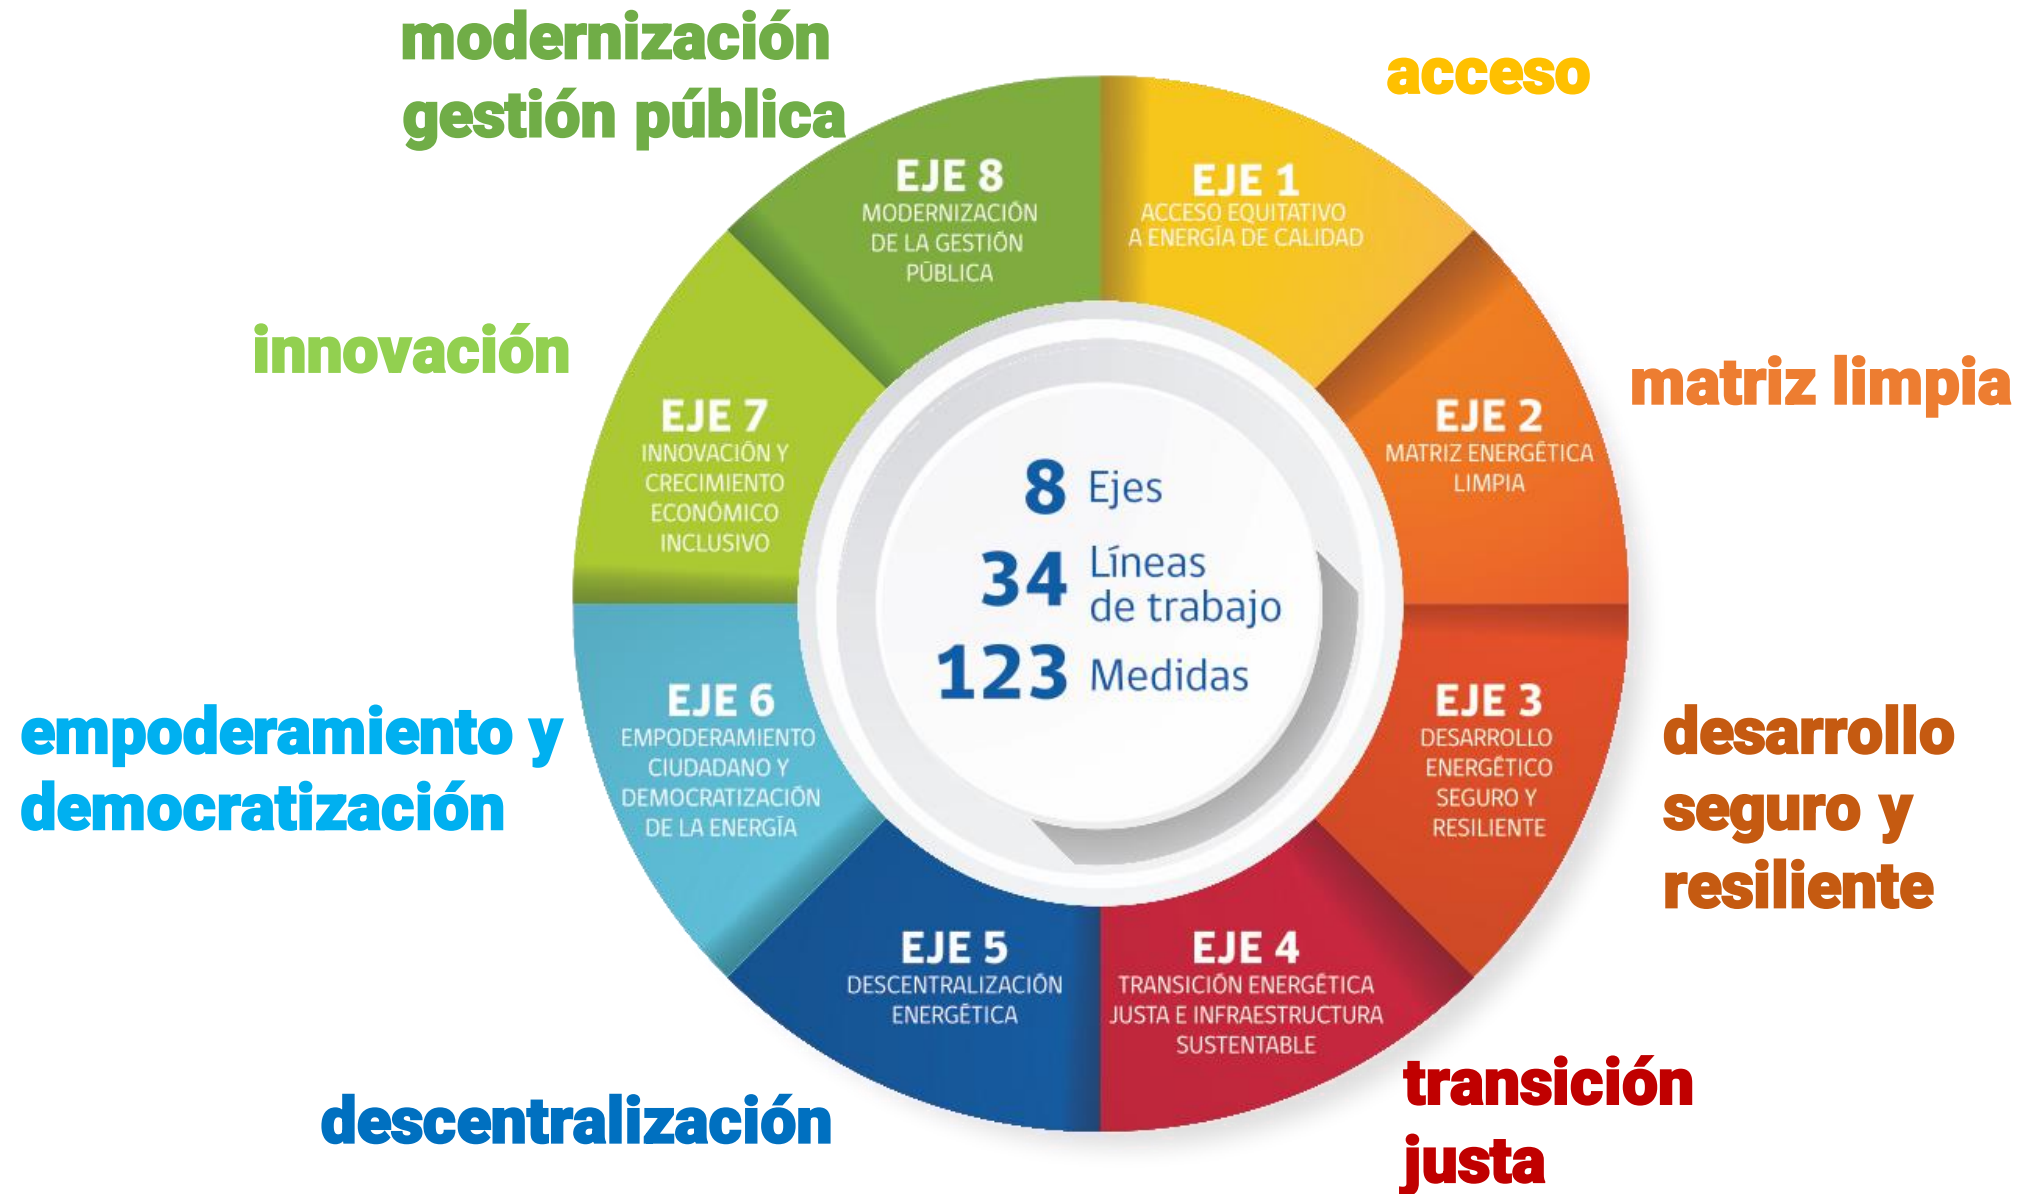 modernización
gestión pública
acceso
EJE 8
MODERNIZACIÓN
DE LA GESTIÓN
PÚBLICA
EJE 1
ACCESO EQUITATIVO
A ENERGÍA DE CALIDAD
innovación
matriz limpia
EJE 7
INNOVACIÓN Y
CRECIMIENTO
ECONÓMICO
INCLUSIVO
EJE 2
MATRIZ ENERGÉTICA
LIMPIA
8 Ejes
34 Líneas
de trabajo
123 Medidas
empoderamiento y
democratización
EJE 6
EMPODERAMIENTO
CIUDADANO Y
DEMOCRATIZACIÓN
DE LA ENERGÍA
EJE 3
DESARROLLO
ENERGÉTICO
SEGURO Y
RESILIENTE
desarrollo
seguro y
resiliente
EJE 5
DESCENTRALIZACIÓN
ENERGÉTICA
EJE 4
TRANSICIÓN ENERGÉTICA
JUSTA E INFRAESTRUCTURA
SUSTENTABLE
descentralización
transición
justa